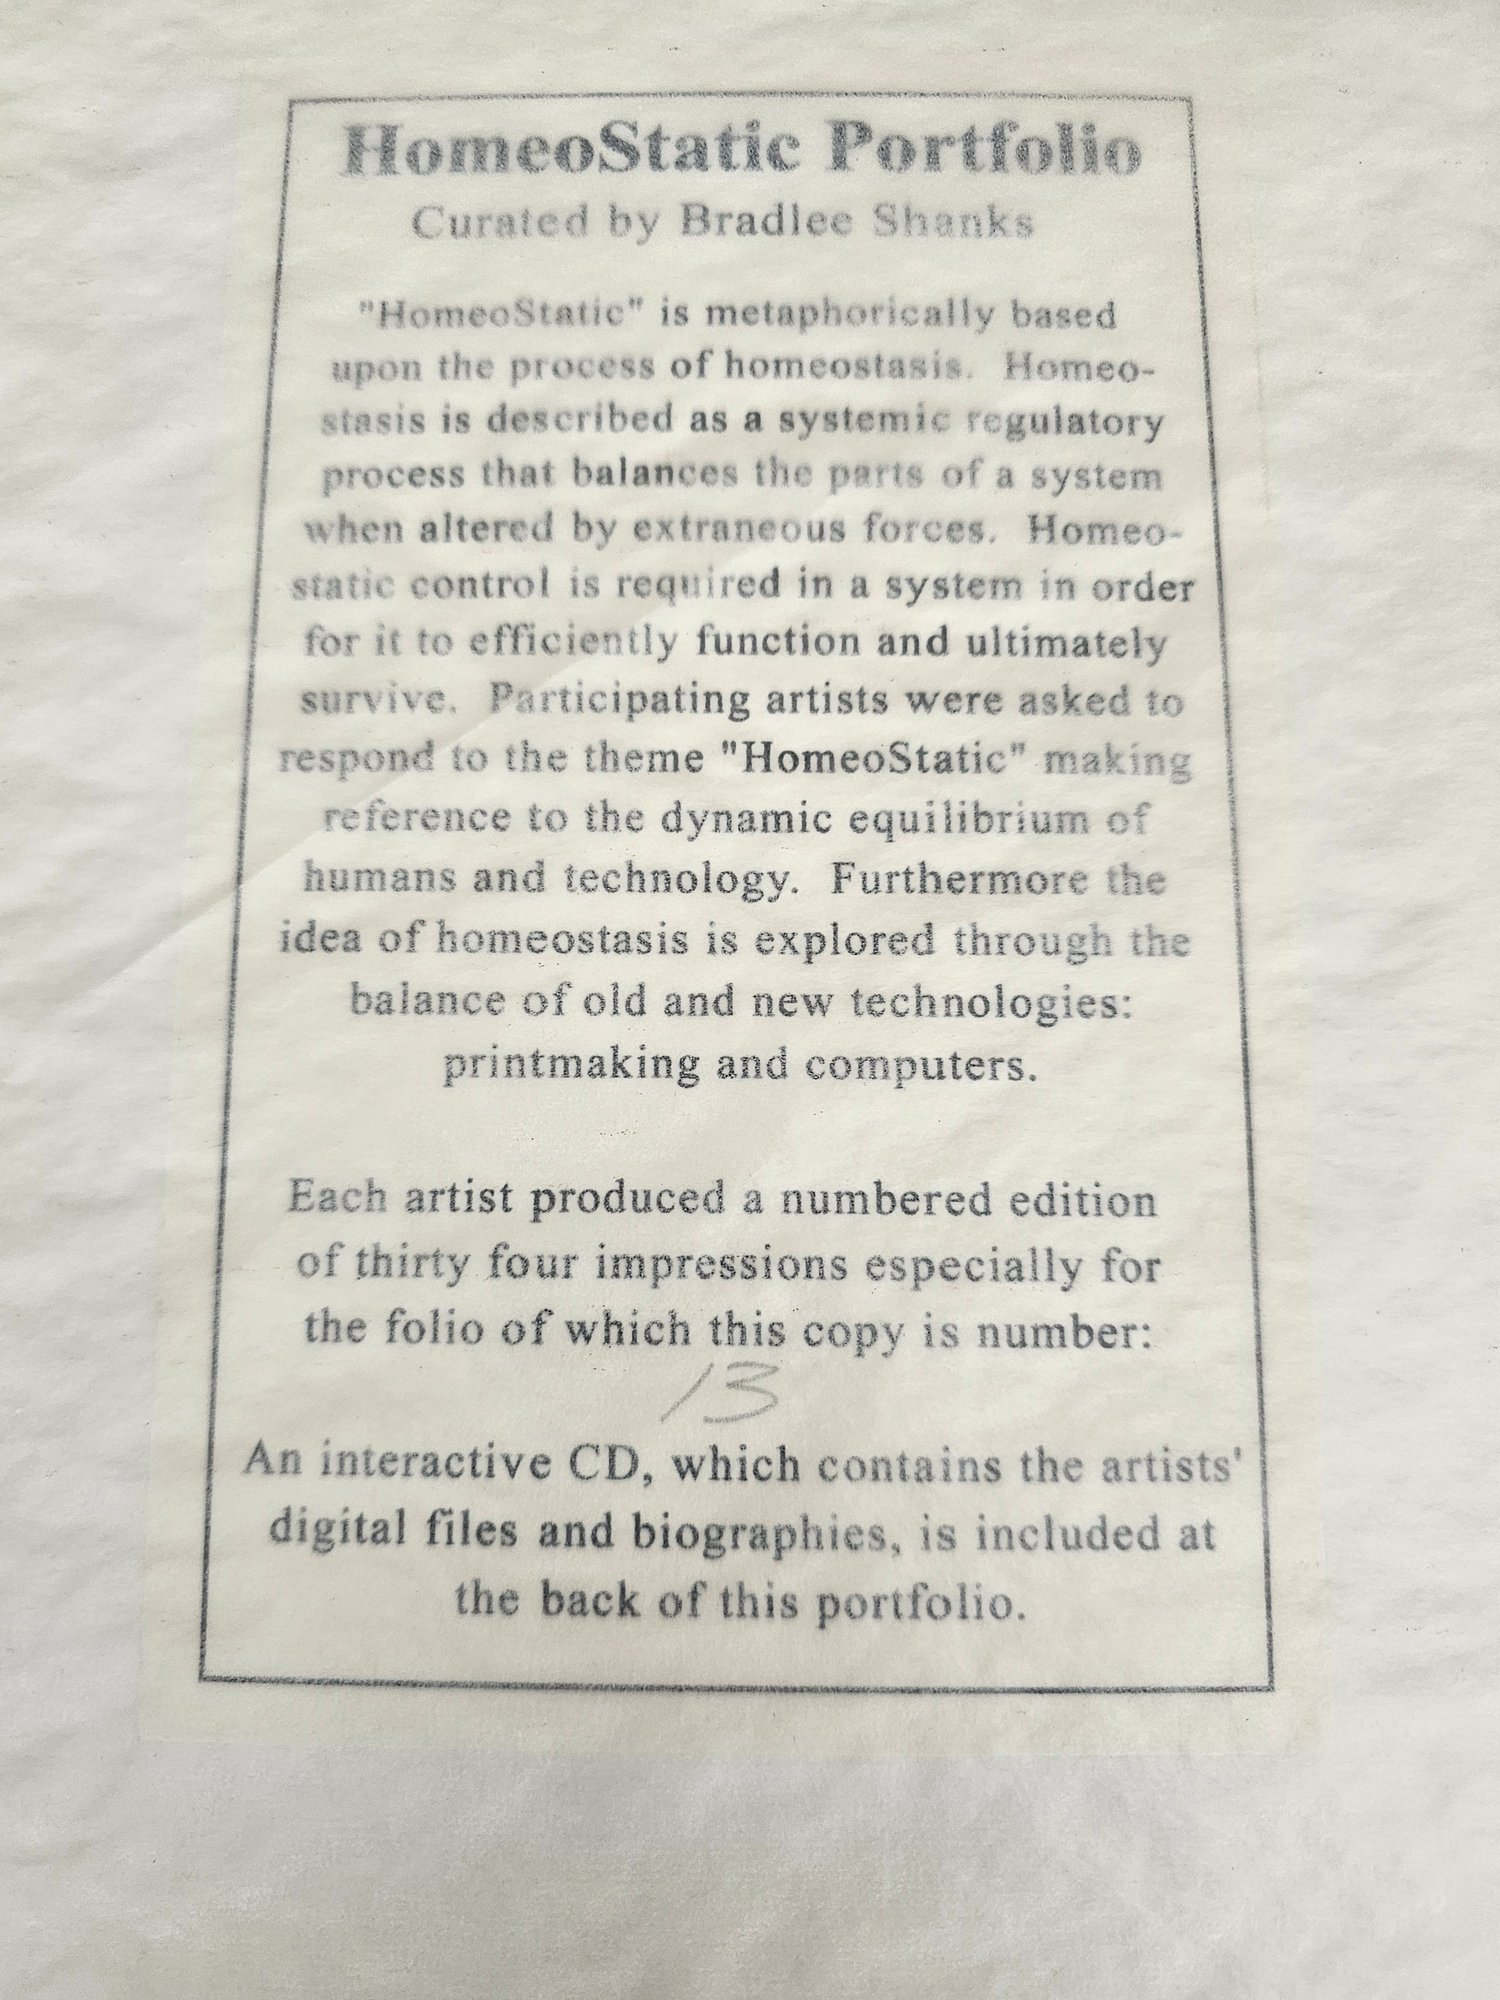 HomeoStatic Portfolio
Curated by Bradlee Shanks
"HomeoStatic" is metaphorically based
upon the process of homeostasis. Homeo-
stasis is described as a systemic regulatory
process that balances the parts of a system
when altered by extraneous forces. Homeo-
static control is required in a system in order
for it to efficiently function and ultimately
survive. Participating artists were asked to
respond to the theme "HomeoStatic" making
reference to the dynamic equilibrium of
humans and technology. Furthermore the
idea of homeostasis is explored through the
balance of old and new technologies:
printmaking and computers.
Each artist produced a numbered edition
of thirty four impressions especially for
the folio of which this copy is number:
13
An interactive CD, which contains the artists'
digital files and biographies, is included at
the back of this portfolio.